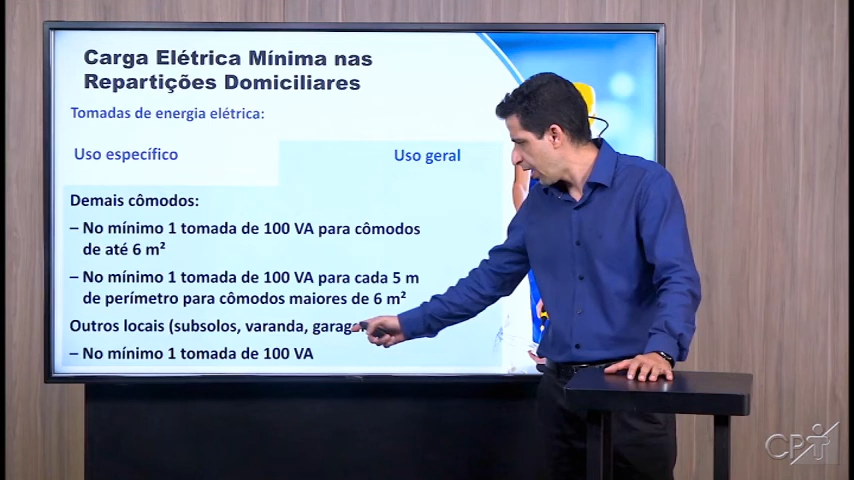 Carga Elétrica Mínima nas
Repartições Domiciliares
Tomadas de energia elétrica:
Uso específico
Uso geral
Demais cômodos:
– No mínimo 1 tomada de 100 VA para cômodos
de até 6 m²
– No mínimo 1 tomada de 100 VA para cada 5 m
de perímetro para cômodos maiores de 6 m²
Outros locais (subsolos, varanda, garag
– No mínimo 1 tomada de 100 VA
CPT